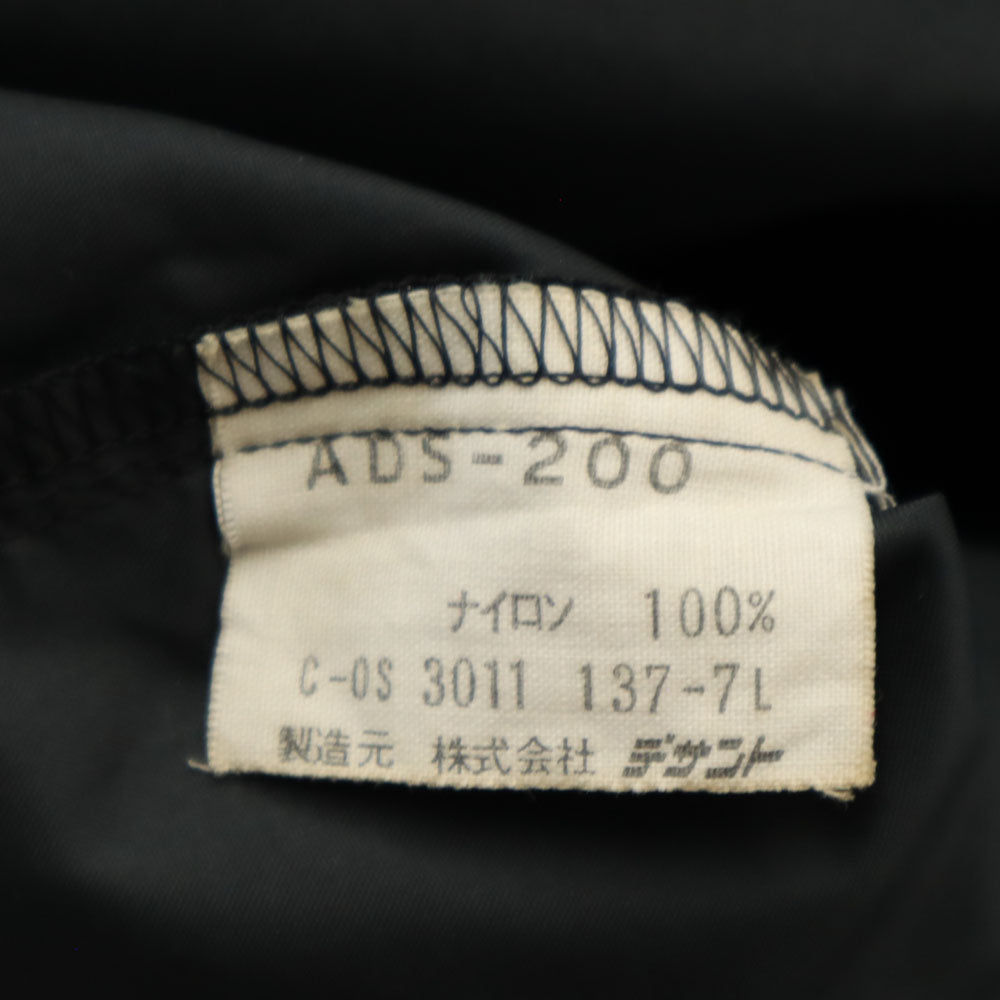 ADS-200
ナイロン 100%
C-0S 3011 137-7L
製造元 株式会社 デサント